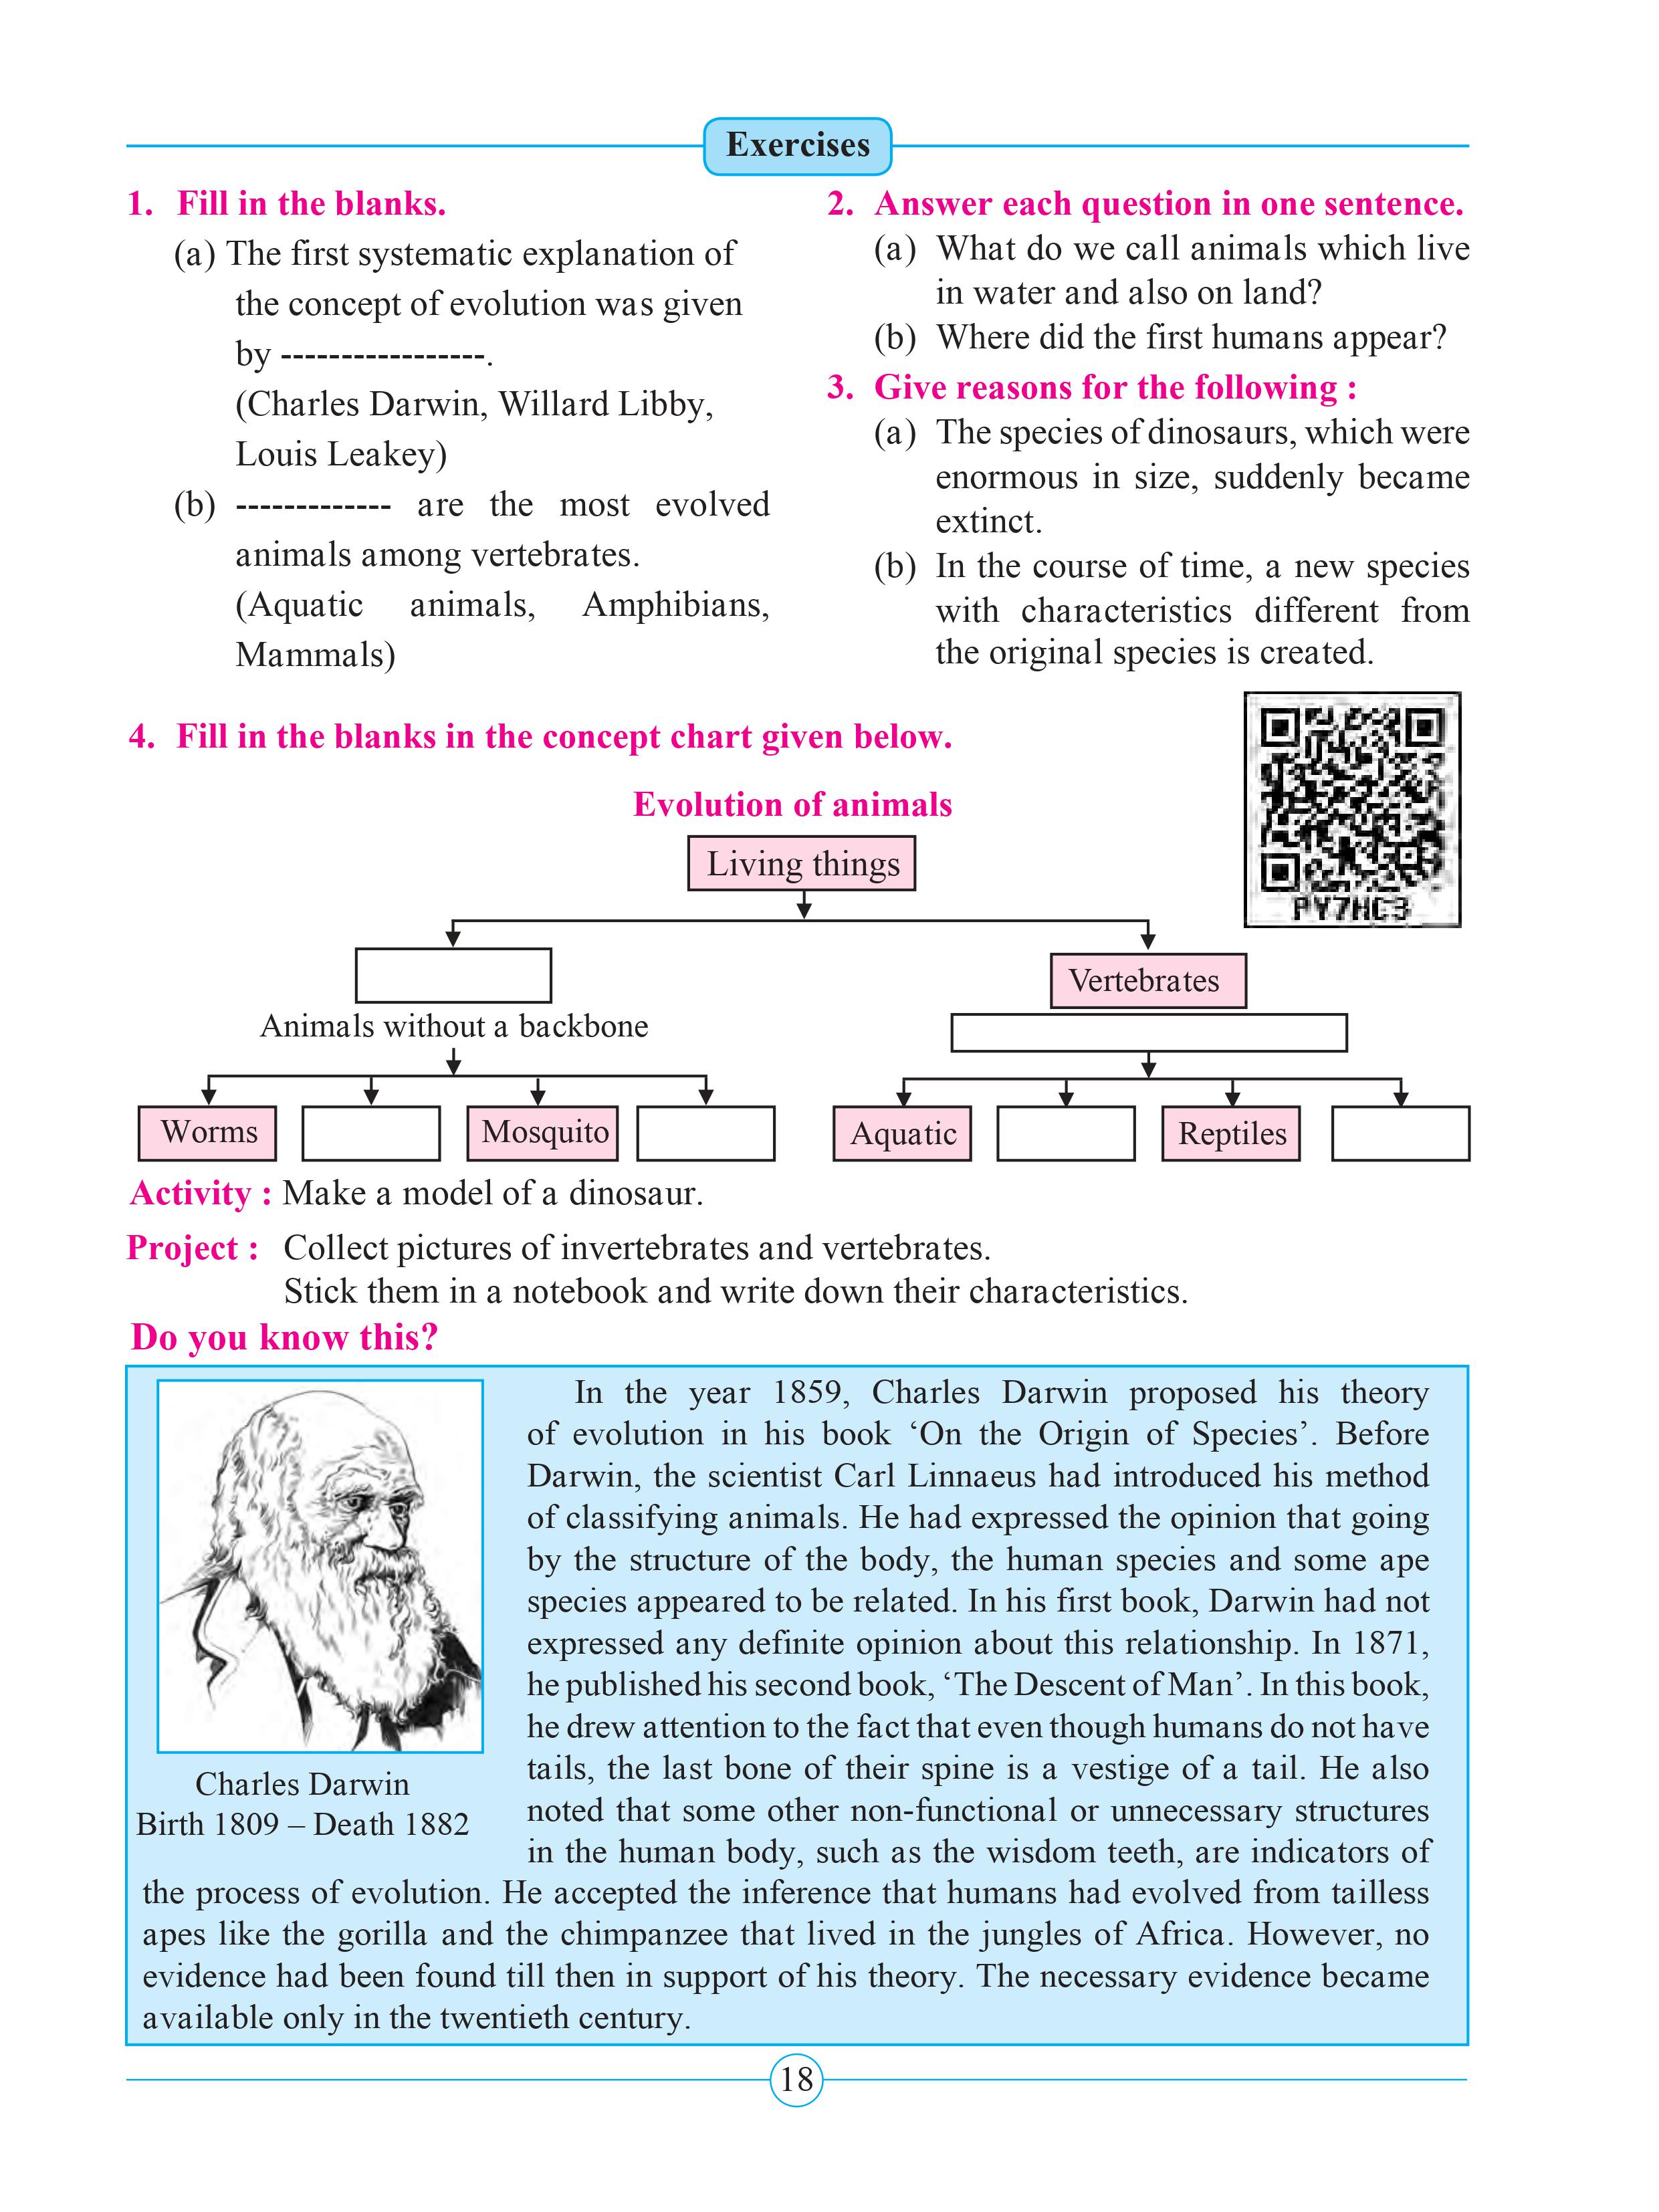 Exercises
1. Fill in the blanks.
(a) The first systematic explanation of
the concept of evolution was given
by -----------------.
(Charles Darwin, Willard Libby,
Louis Leakey)
(b) ------------- are the most evolved
animals among vertebrates.
(Aquatic animals, Amphibians,
Mammals)
2. Answer each question in one sentence.
(a) What do we call animals which live
in water and also on land?
(b) Where did the first humans appear?
3. Give reasons for the following :
(a) The species of dinosaurs, which were
enormous in size, suddenly became
extinct.
(b) In the course of time, a new species
with characteristics different from
the original species is created.
4. Fill in the blanks in the concept chart given below.
PY7NC3
Evolution of animals
Living things
Vertebrates
Animals without a backbone
Worms
Mosquito
Aquatic
Reptiles
Activity : Make a model of a dinosaur.
Project : Collect pictures of invertebrates and vertebrates.
Stick them in a notebook and write down their characteristics.
Do you know this?
In the year 1859, Charles Darwin proposed his theory
of evolution in his book ‘On the Origin of Species’. Before
Darwin, the scientist Carl Linnaeus had introduced his method
of classifying animals. He had expressed the opinion that going
by the structure of the body, the human species and some ape
species appeared to be related. In his first book, Darwin had not
expressed any definite opinion about this relationship. In 1871,
he published his second book, ‘The Descent of Man’. In this book,
he drew attention to the fact that even though humans do not have
tails, the last bone of their spine is a vestige of a tail. He also
noted that some other non-functional or unnecessary structures
in the human body, such as the wisdom teeth, are indicators of
the process of evolution. He accepted the inference that humans had evolved from tailless
apes like the gorilla and the chimpanzee that lived in the jungles of Africa. However, no
evidence had been found till then in support of his theory. The necessary evidence became
available only in the twentieth century.
Charles Darwin
Birth 1809 – Death 1882
18